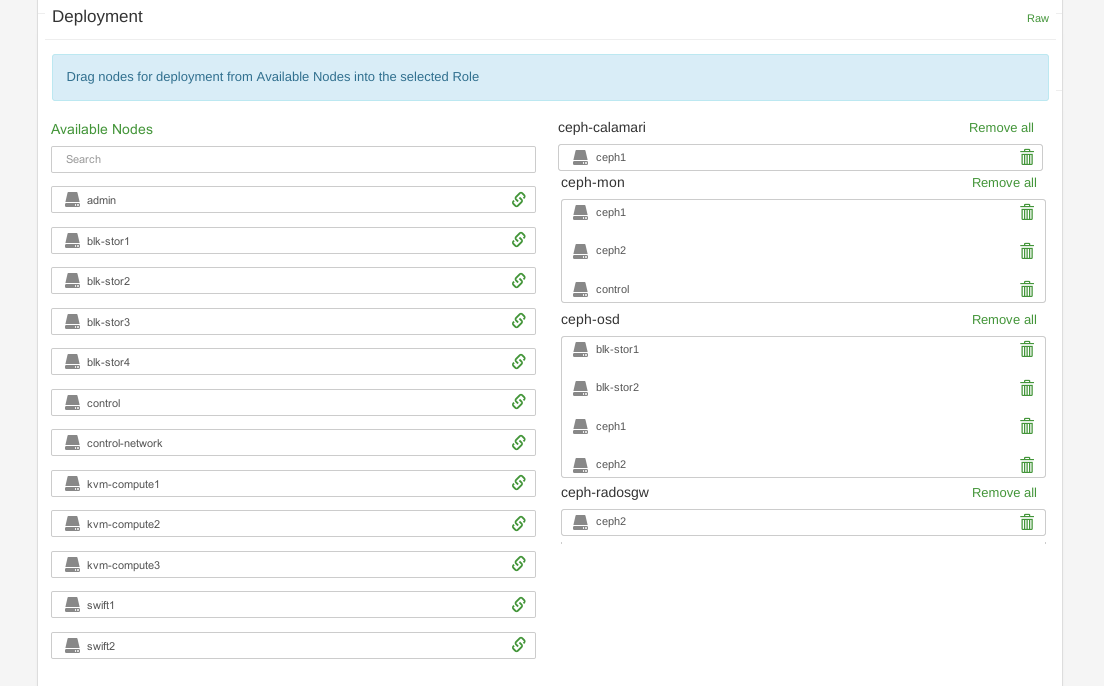 Deployment
Raw
Drag nodes for deployment from Available Nodes into the selected Role
Available Nodes
Search
admin
blk-stor1
blk-stor2
blk-stor3
blk-stor4
control
control-network
kvm-compute1
kvm-compute2
kvm-compute3
swift1
swift2
ceph-calamari
Remove all
ceph1
ceph-mon
Remove all
ceph1
ceph2
control
ceph-osd
Remove all
blk-stor1
blk-stor2
ceph1
ceph2
ceph-radosgw
Remove all
ceph2